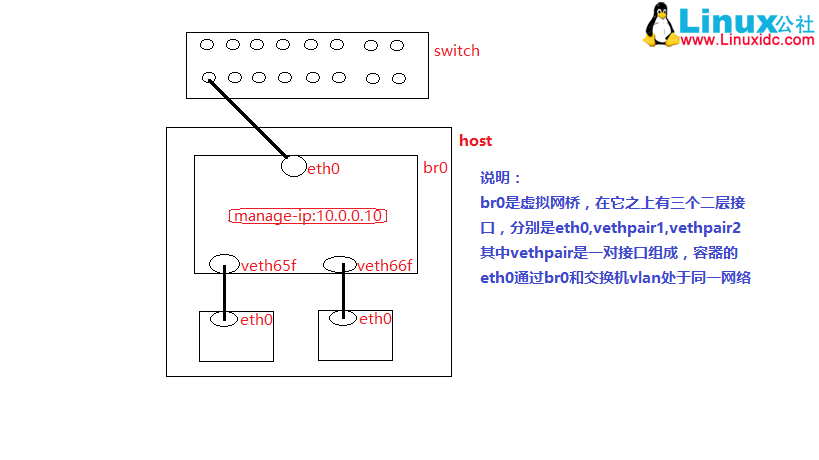 Linux公社
www.Linuxidc.com
switch
host
eth0
br0
manage-ip:10.0.0.10
veth65f
veth66f
eth0
eth0
说明：
br0是虚拟网桥，在它之上有三个二层接
口，分别是eth0,vethpair1,vethpair2
其中vethpair是一对接口组成，容器的
eth0通过br0和交换机vlan处于同一网络